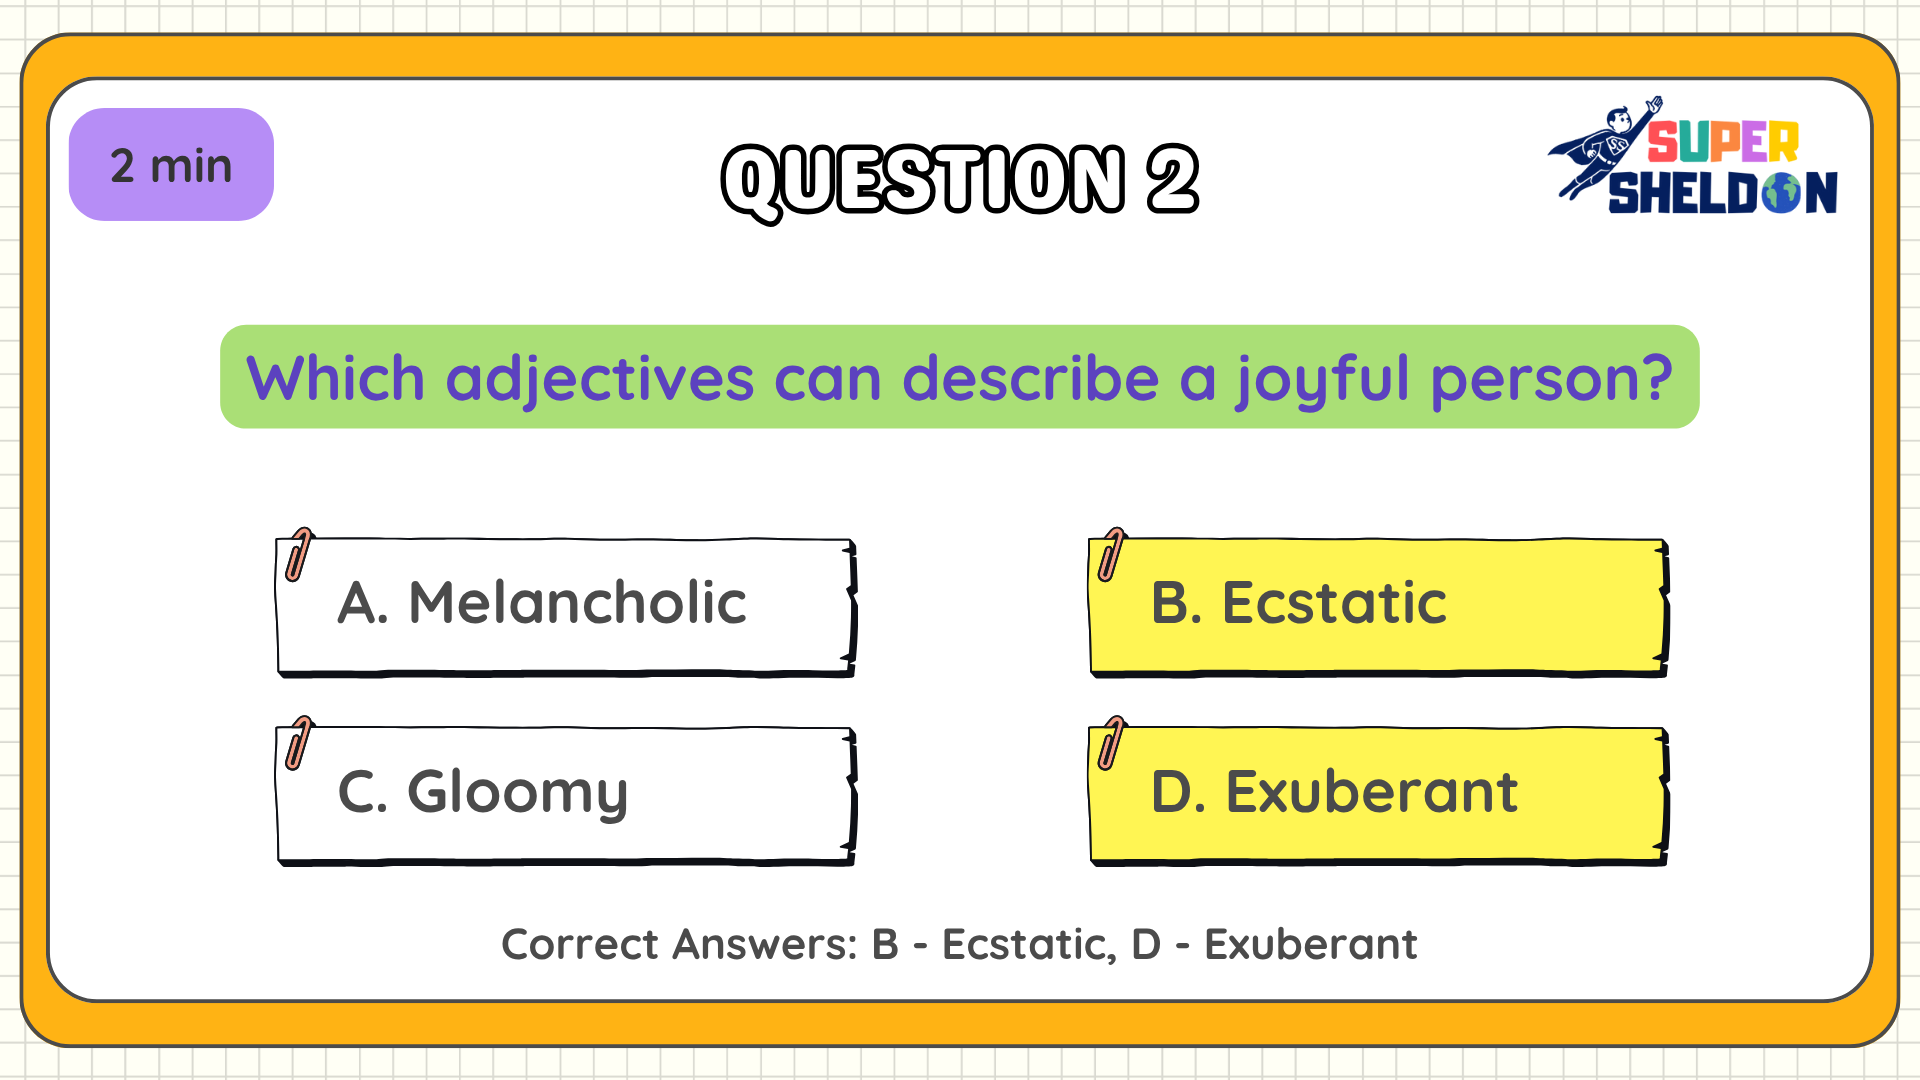 2 min
QUESTION 2
SUPER
SHELDON
Which adjectives can describe a joyful person?
A. Melancholic
B. Ecstatic
C. Gloomy
D. Exuberant
Correct Answers: B - Ecstatic, D - Exuberant